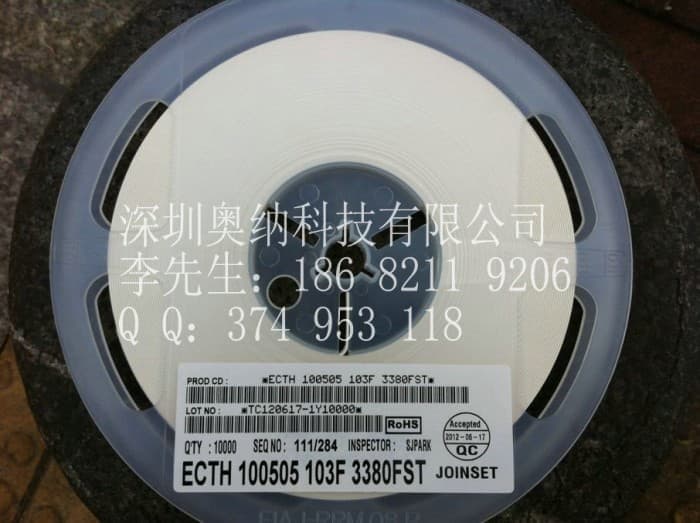 深圳奥纳科技有限公司
李先生：186 8211 9206
Q Q：374 953 118
PROD CD : *ECTH 100505 103F 3380FST*
LOT NO : *TC120617-1Y10000*
RoHS
Accepted
2012-06-17
QC
Q'TY : 10000 SEQ NO : 111/284 INSPECTOR : SJPARK
ECTH 100505 103F 3380FST JOINSET